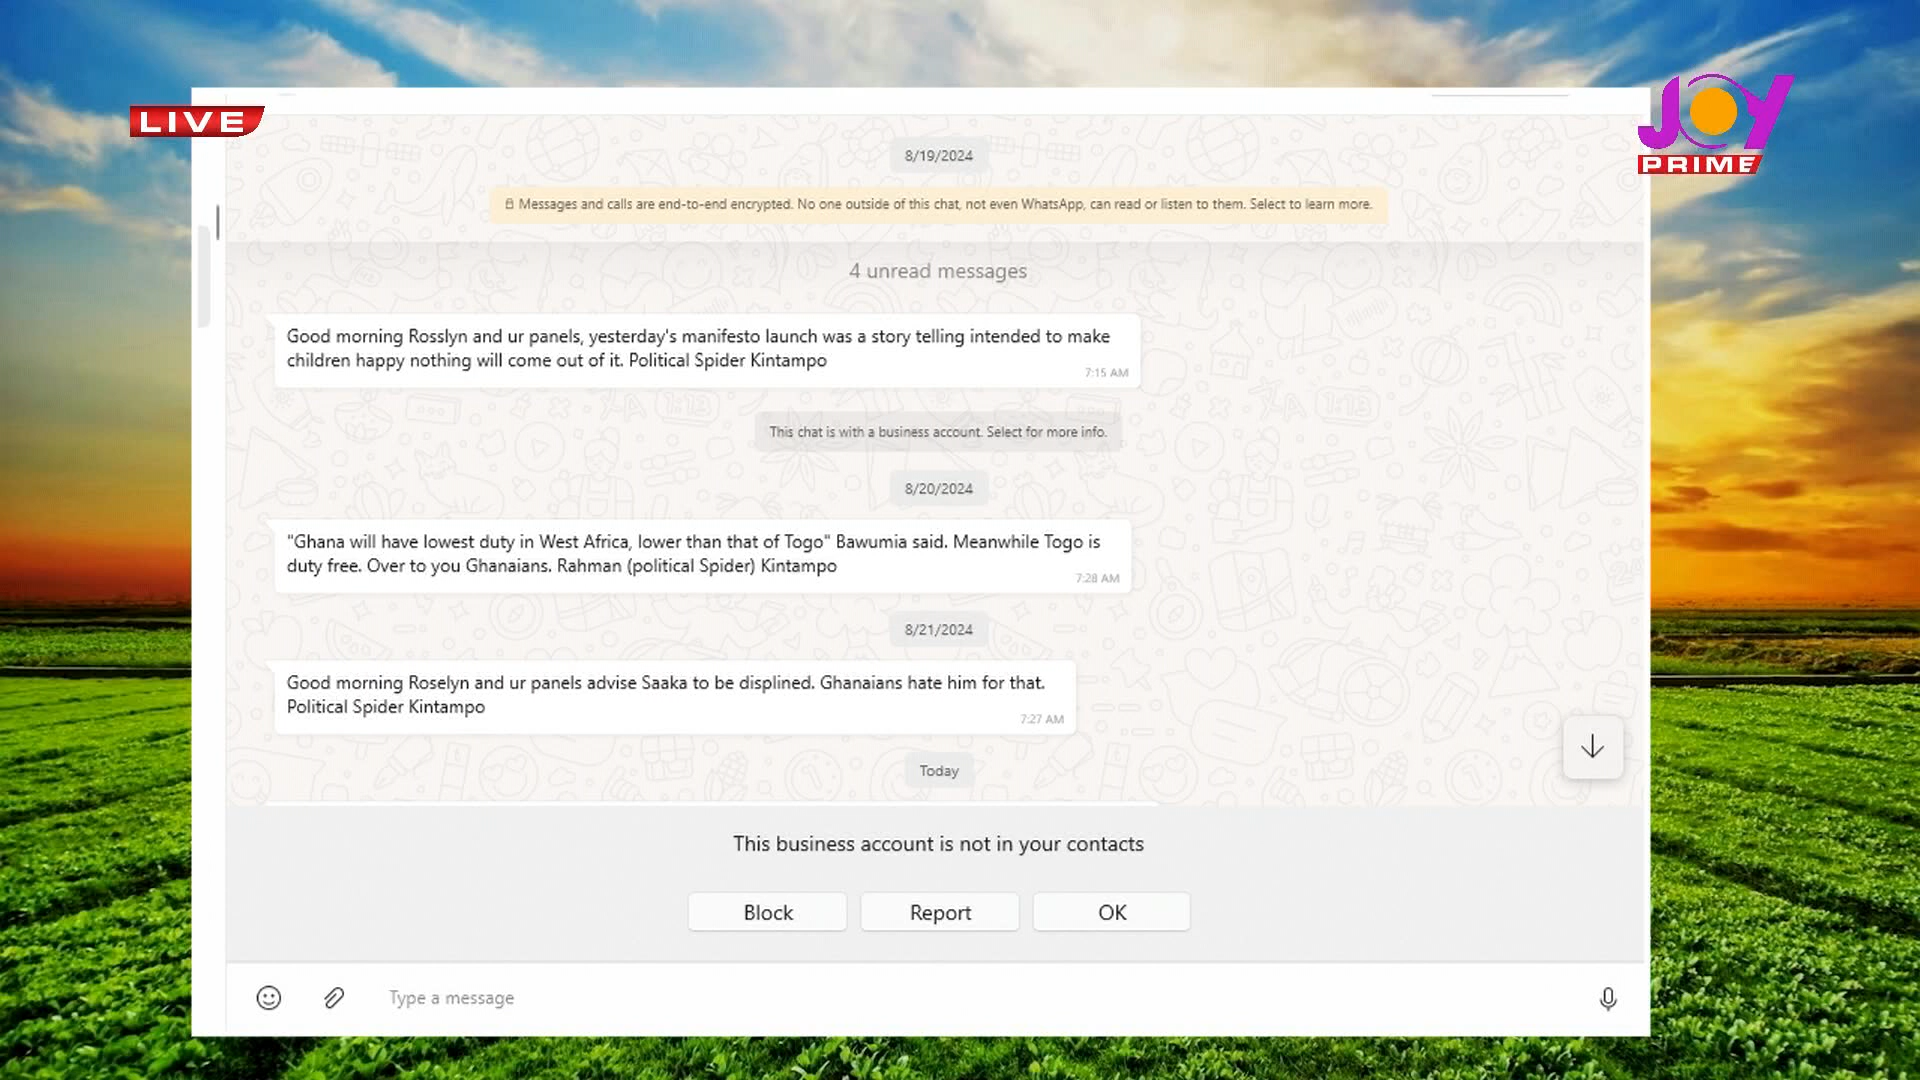 LIVE
JOY
PRIME
8/19/2024
Messages and calls are end-to-end encrypted. No one outside of this chat, not even WhatsApp, can read or listen to them. Select to learn more.
4 unread messages
Good morning Rosslyn and ur panels, yesterday's manifesto launch was a story telling intended to make
children happy nothing will come out of it. Political Spider Kintampo
7:15 AM
This chat is with a business account. Select for more info.
8/20/2024
"Ghana will have lowest duty in West Africa, lower than that of Togo" Bawumia said. Meanwhile Togo is
duty free. Over to you Ghanaians. Rahman (political Spider) Kintampo
7:28 AM
8/21/2024
Good morning Roselyn and ur panels advise Saaka to be displined. Ghanaians hate him for that.
Political Spider Kintampo
7:27 AM
Today
This business account is not in your contacts
Block
Report
OK
Type a message